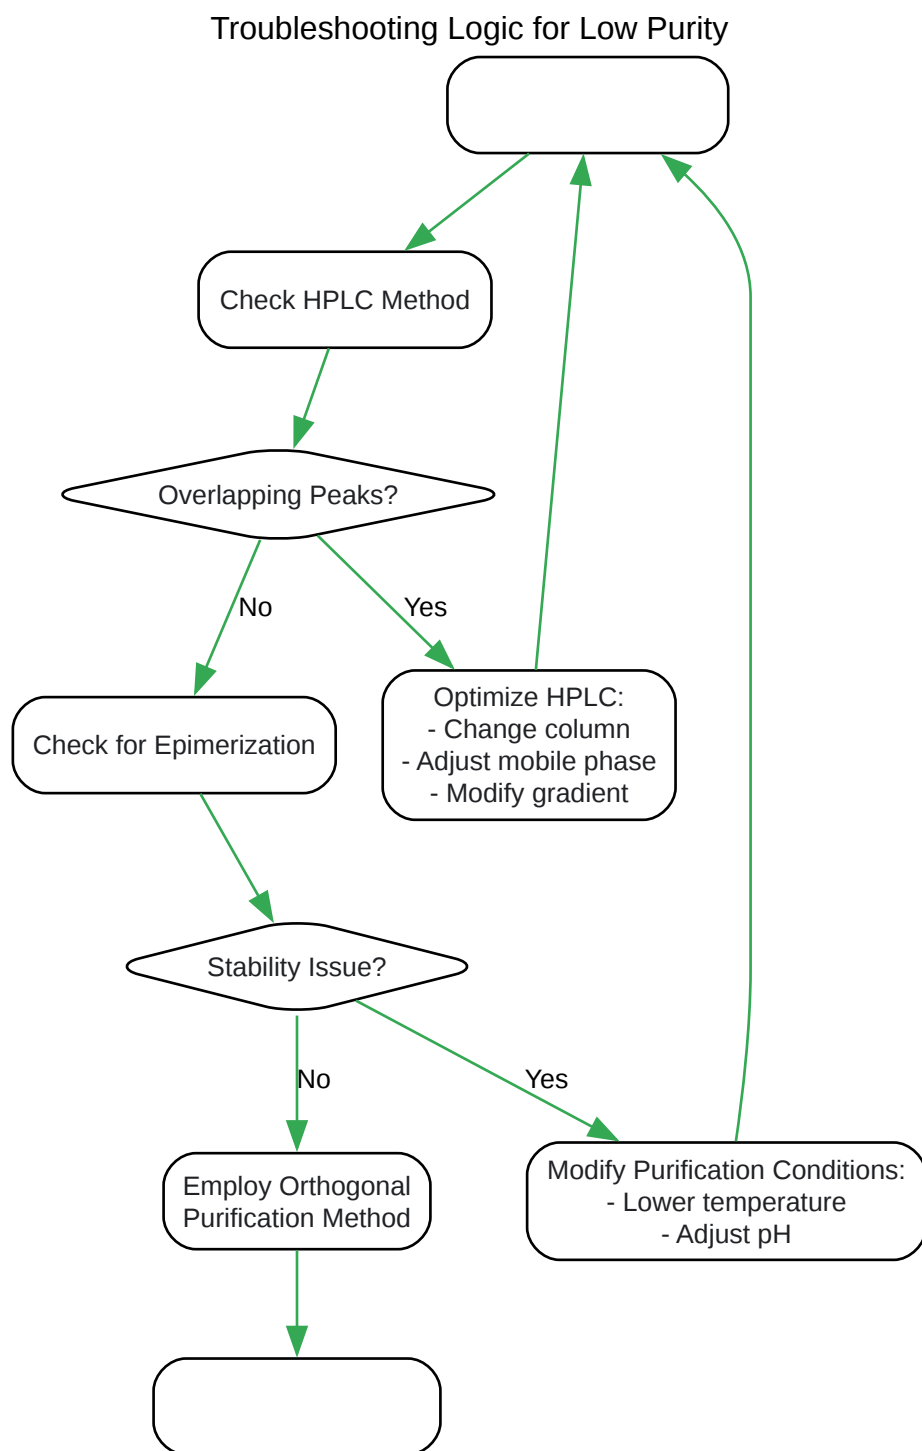 Troubleshooting Logic for Low Purity
Check HPLC Method
Overlapping Peaks?
No
Yes
Optimize HPLC:
- Change column
- Adjust mobile phase
- Modify gradient
Check for Epimerization
Stability Issue?
No
Yes
Employ Orthogonal
Purification Method
Modify Purification Conditions:
- Lower temperature
- Adjust pH